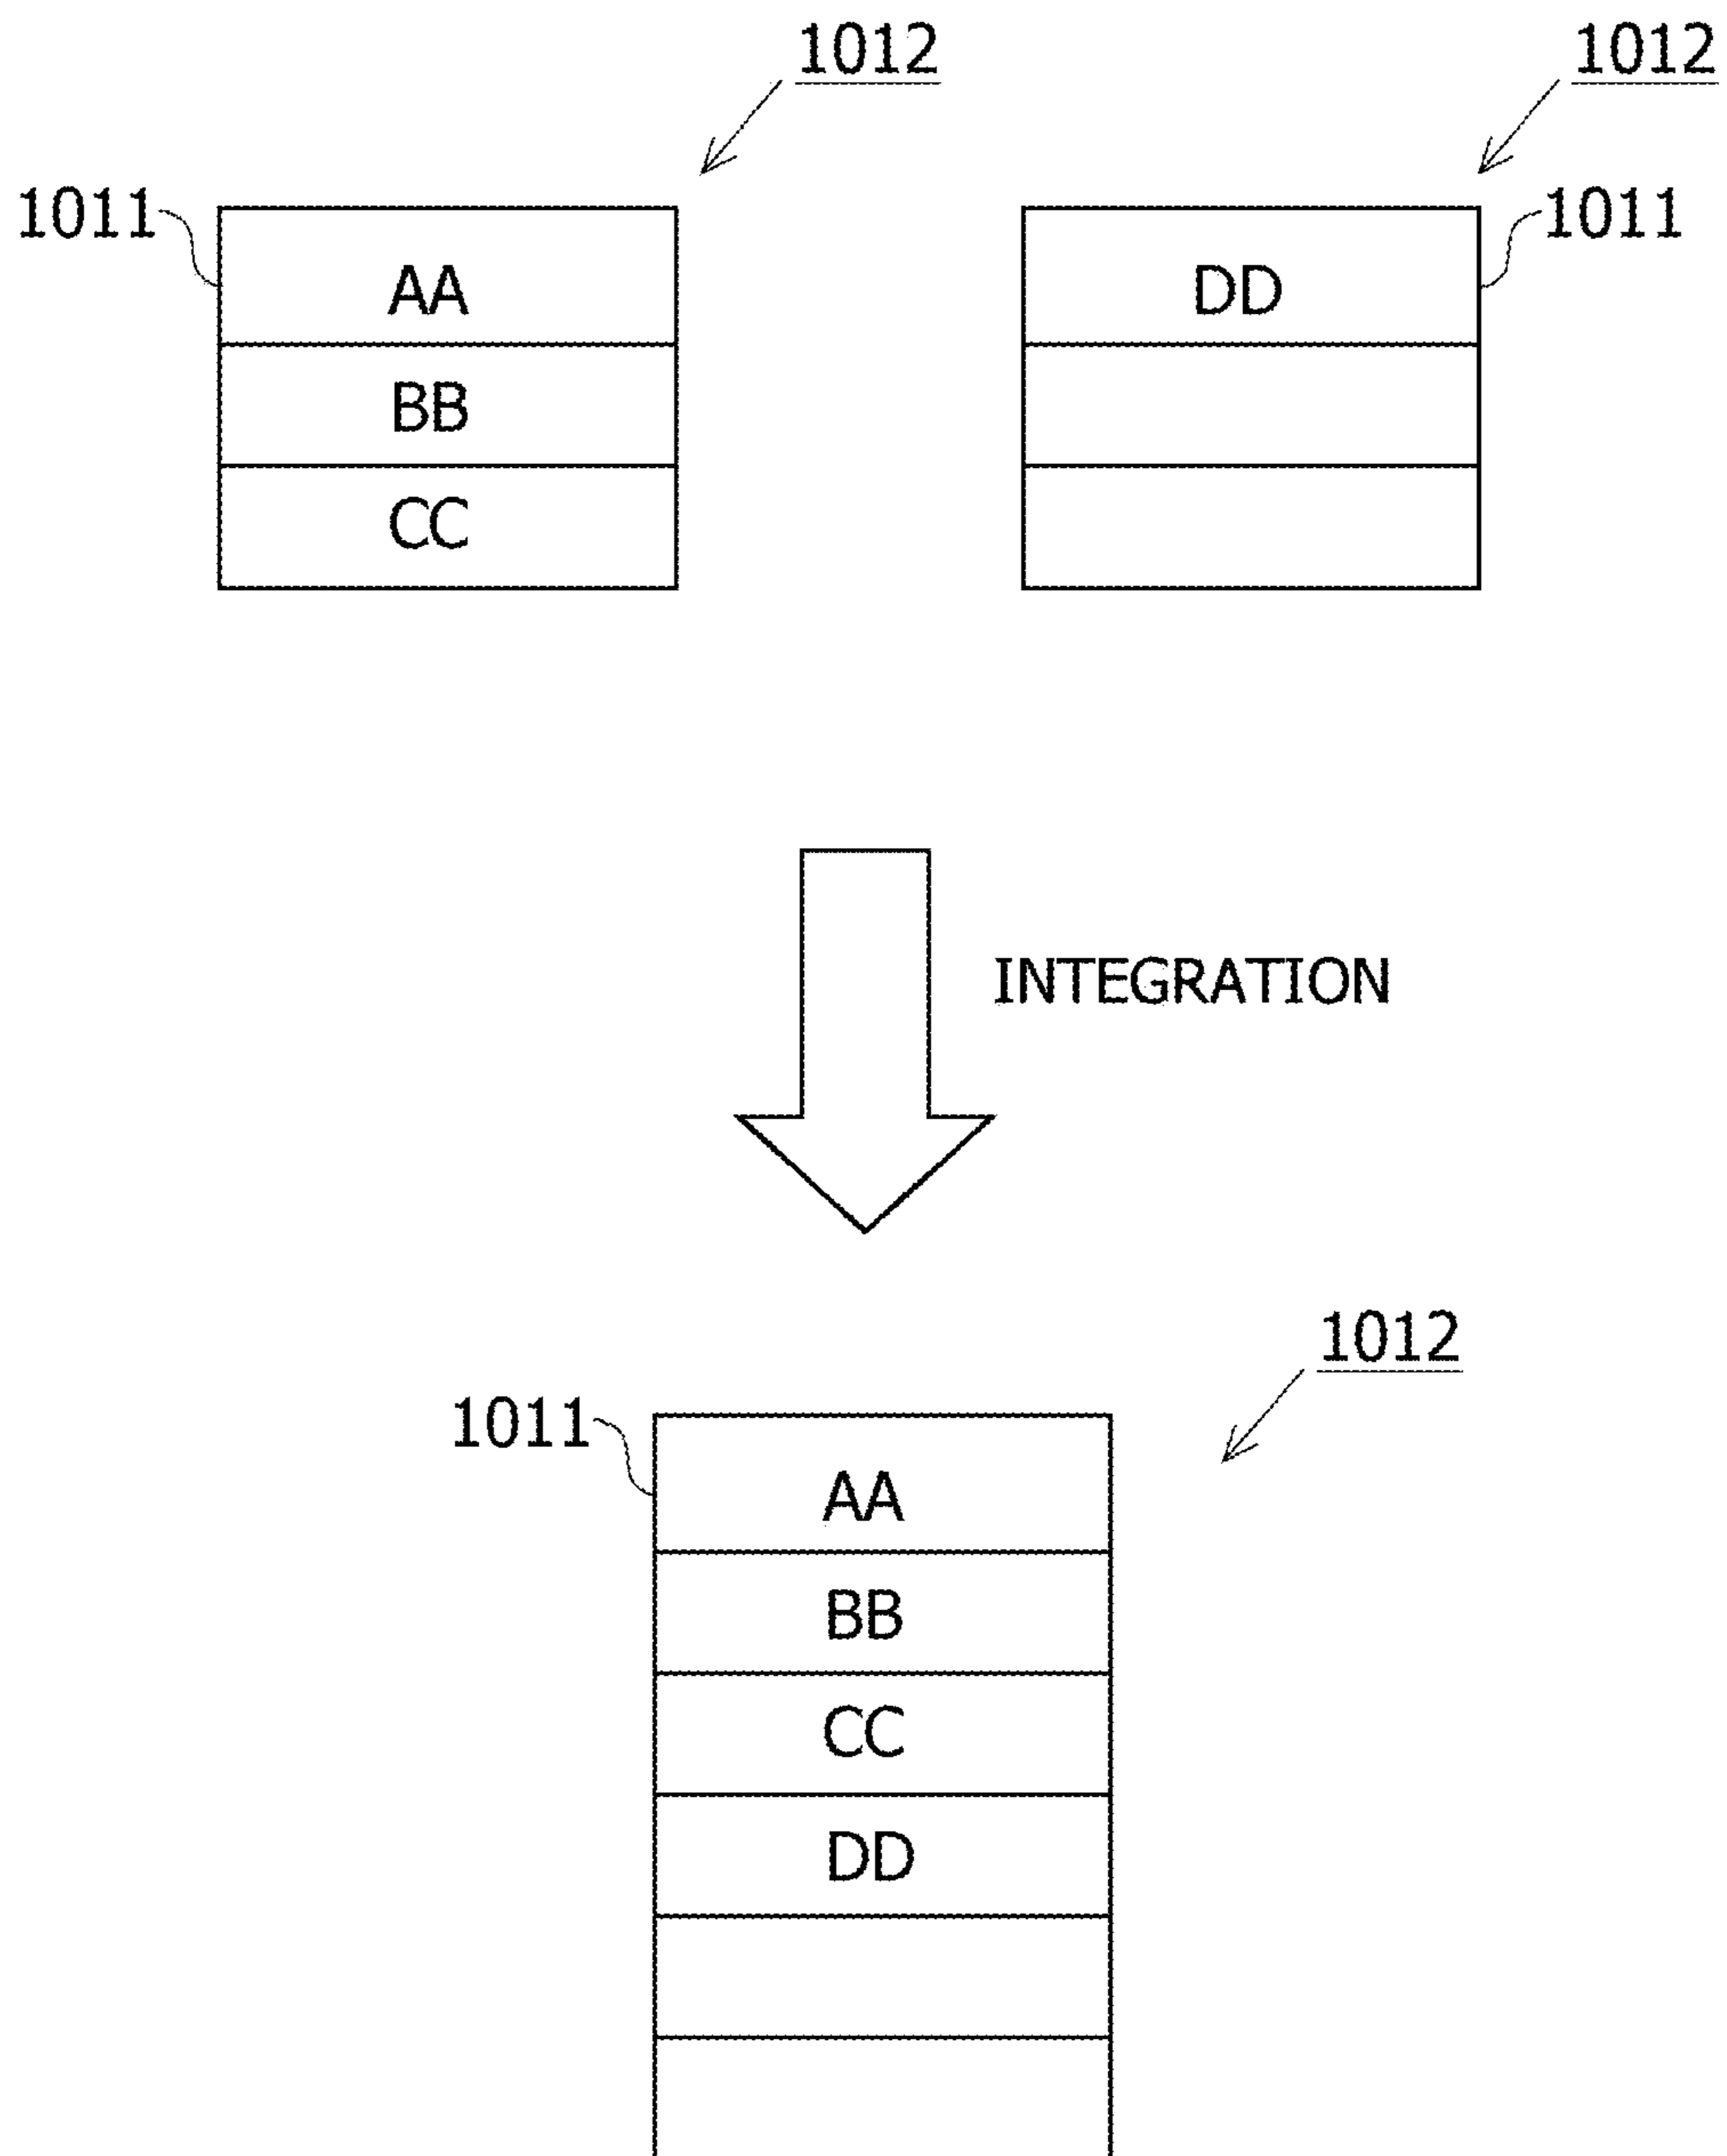 1012 1012
1011 1011
AA DD
BB
CC
INTEGRATION
1012
1011
AA
BB
CC
DD